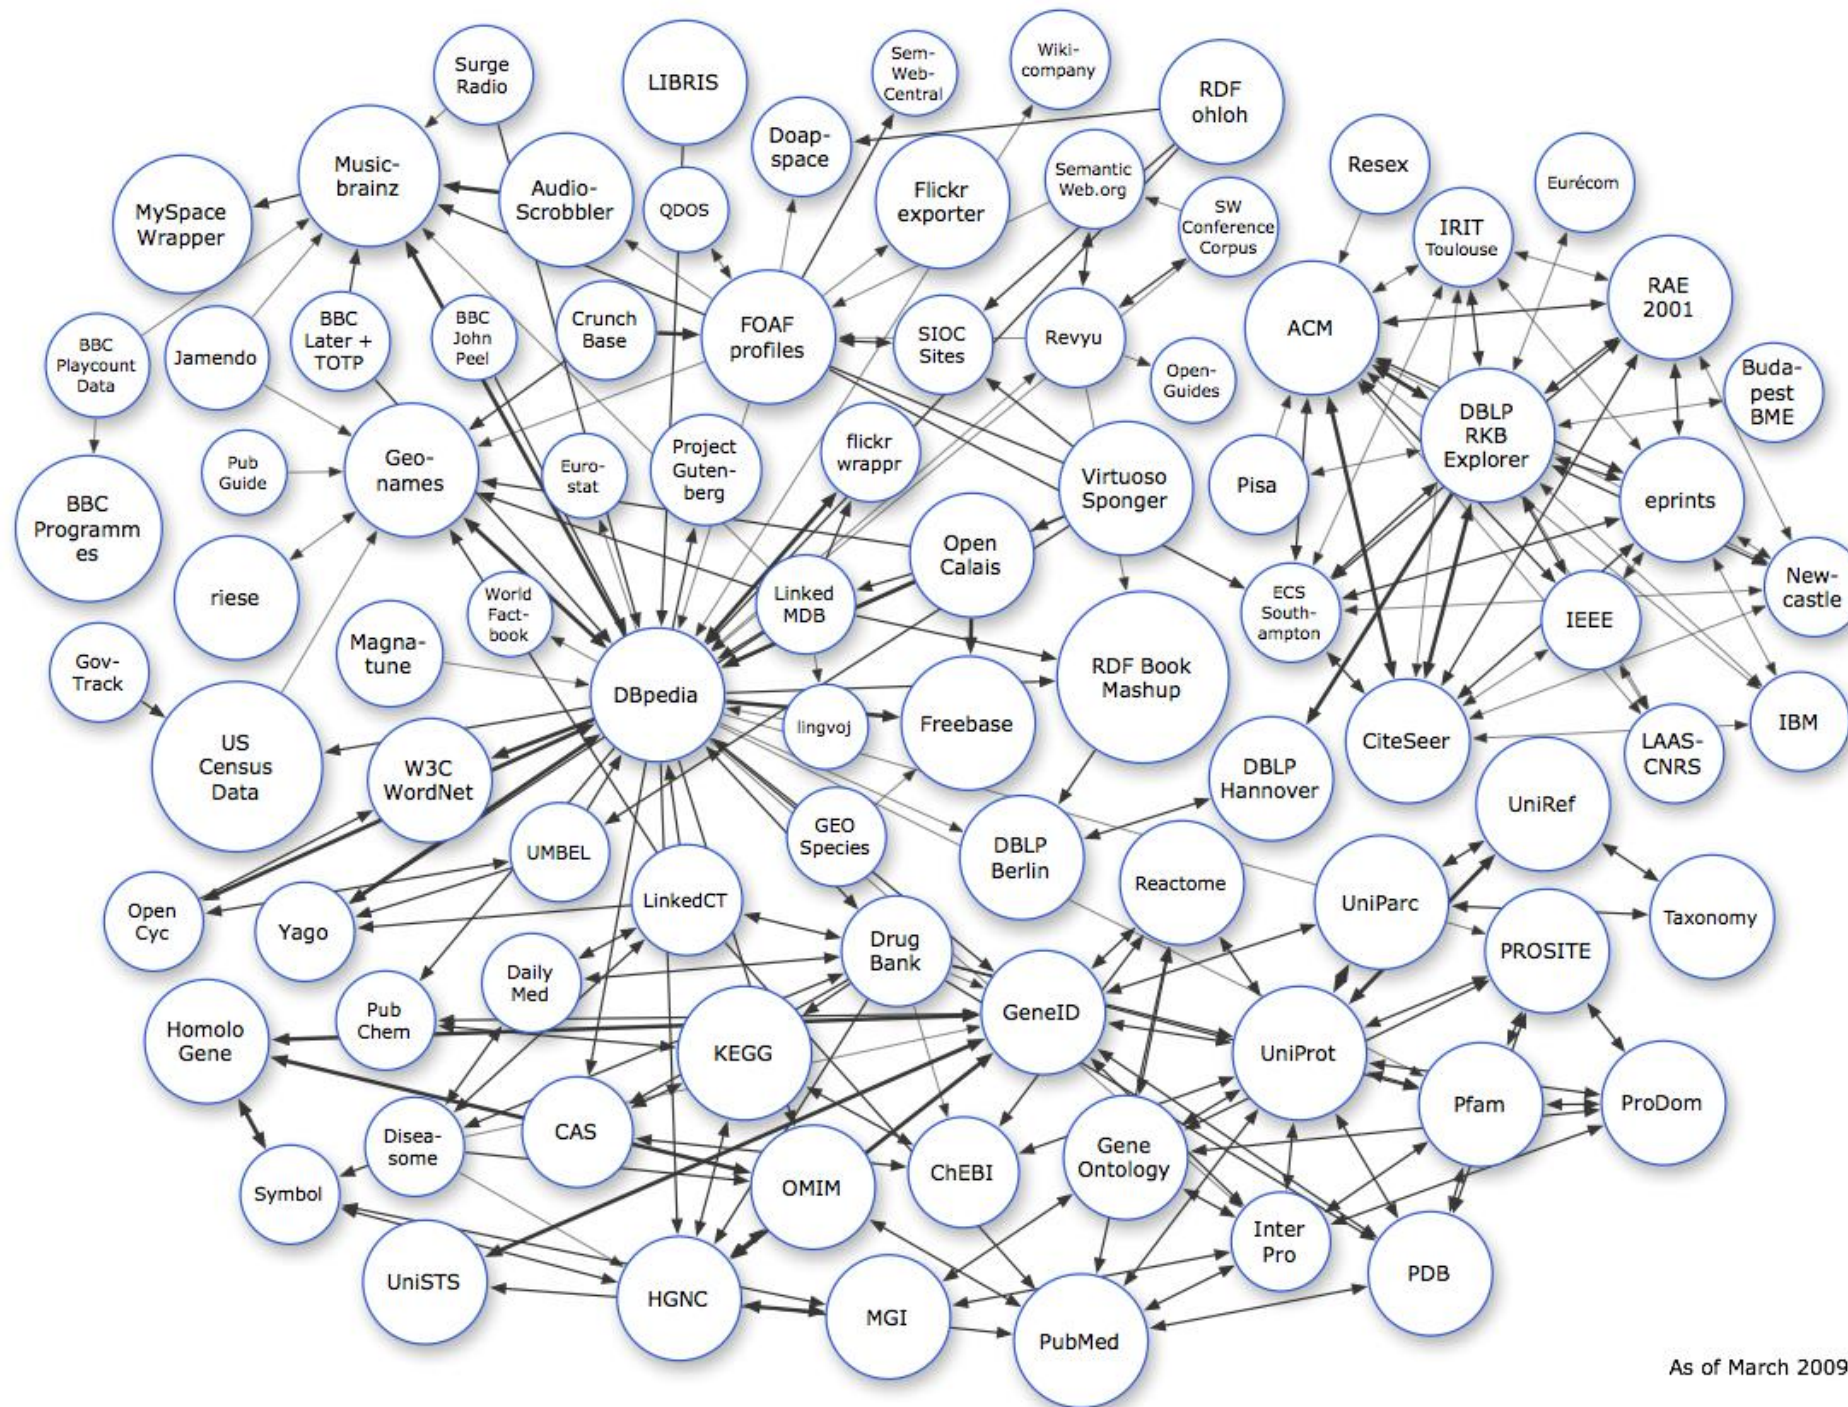 Surge
Radio
LIBRIS
Sem-
Web-
Central
Wiki-
company
RDF
ohloh
Music-
brainz
Doap-
space
MySpace
Wrapper
Audio-
Scrobbler
QDOS
Flickr
exporter
Semantic
Web.org
SW
Conference
Corpus
Resex
Eurécom
IRIT
Toulouse
RAE
2001
BBC
Playcount
Data
Jamendo
BBC
Later +
TOTP
BBC
John
Peel
Crunch
Base
FOAF
profiles
SIOC
Sites
Revyu
Open-
Guides
ACM
DBLP
RKB
Explorer
Buda-
pest
BME
Pub
Guide
Geo-
names
Euro-
stat
Project
Guten-
berg
flickr
wrappr
Virtuoso
Sponger
Pisa
eprints
BBC
Programm
es
riese
World
Fact-
book
Linked
MDB
Open
Calais
ECS
South-
ampton
IEEE
New-
castle
Gov-
Track
Magna-
tune
DBpedia
RDF Book
Mashup
US
Census
Data
W3C
WordNet
lingvoj
Freebase
DBLP
Hannover
CiteSeer
LAAS-
CNRS
IBM
UMBEL
GEO
Species
DBLP
Berlin
Reactome
UniRef
UniParc
Open
Cyc
Yago
LinkedCT
Drug
Bank
PROSITE
Taxonomy
Daily
Med
Pub
Chem
Homolo
Gene
KEGG
GeneID
UniProt
Pfam
ProDom
Disea-
some
CAS
OMIM
ChEBI
Gene
Ontology
Symbol
Inter
Pro
UniSTS
HGNC
MGI
PubMed
PDB
As of March 2009